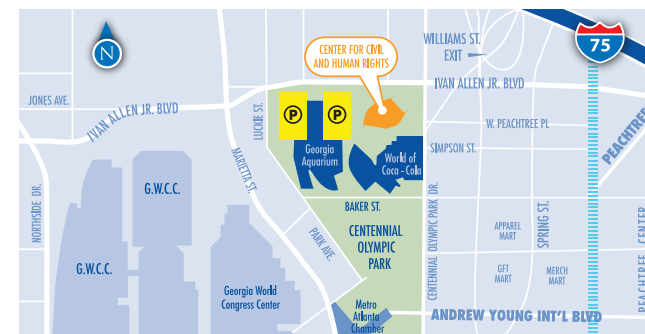 N
WILLIAMS ST.
EXIT
75
CENTER FOR CIVIL
AND HUMAN RIGHTS
IVAN ALLEN JR. BLVD
JONES AVE.
IVAN ALLEN JR. BLVD
LUCKIE ST.
P
P
W. PEACHTREE PL
PEACHTREE
Georgia
Aquarium
World of
Coca-Cola
SIMPSON ST.
MARIETTA ST.
G.W.C.C.
NORTHSIDE DR.
BAKER ST.
CENTENNIAL OLYMPIC PARK DR.
SPRING ST.
PEACHTREE CENTER
PARK AVE.
CENTENNIAL
OLYMPIC
PARK
APPAREL
MART
G.W.C.C.
GFT
MART
MERCH
MART
Georgia World
Congress Center
Metro
Atlanta
Chamber
ANDREW YOUNG INT'L BLVD